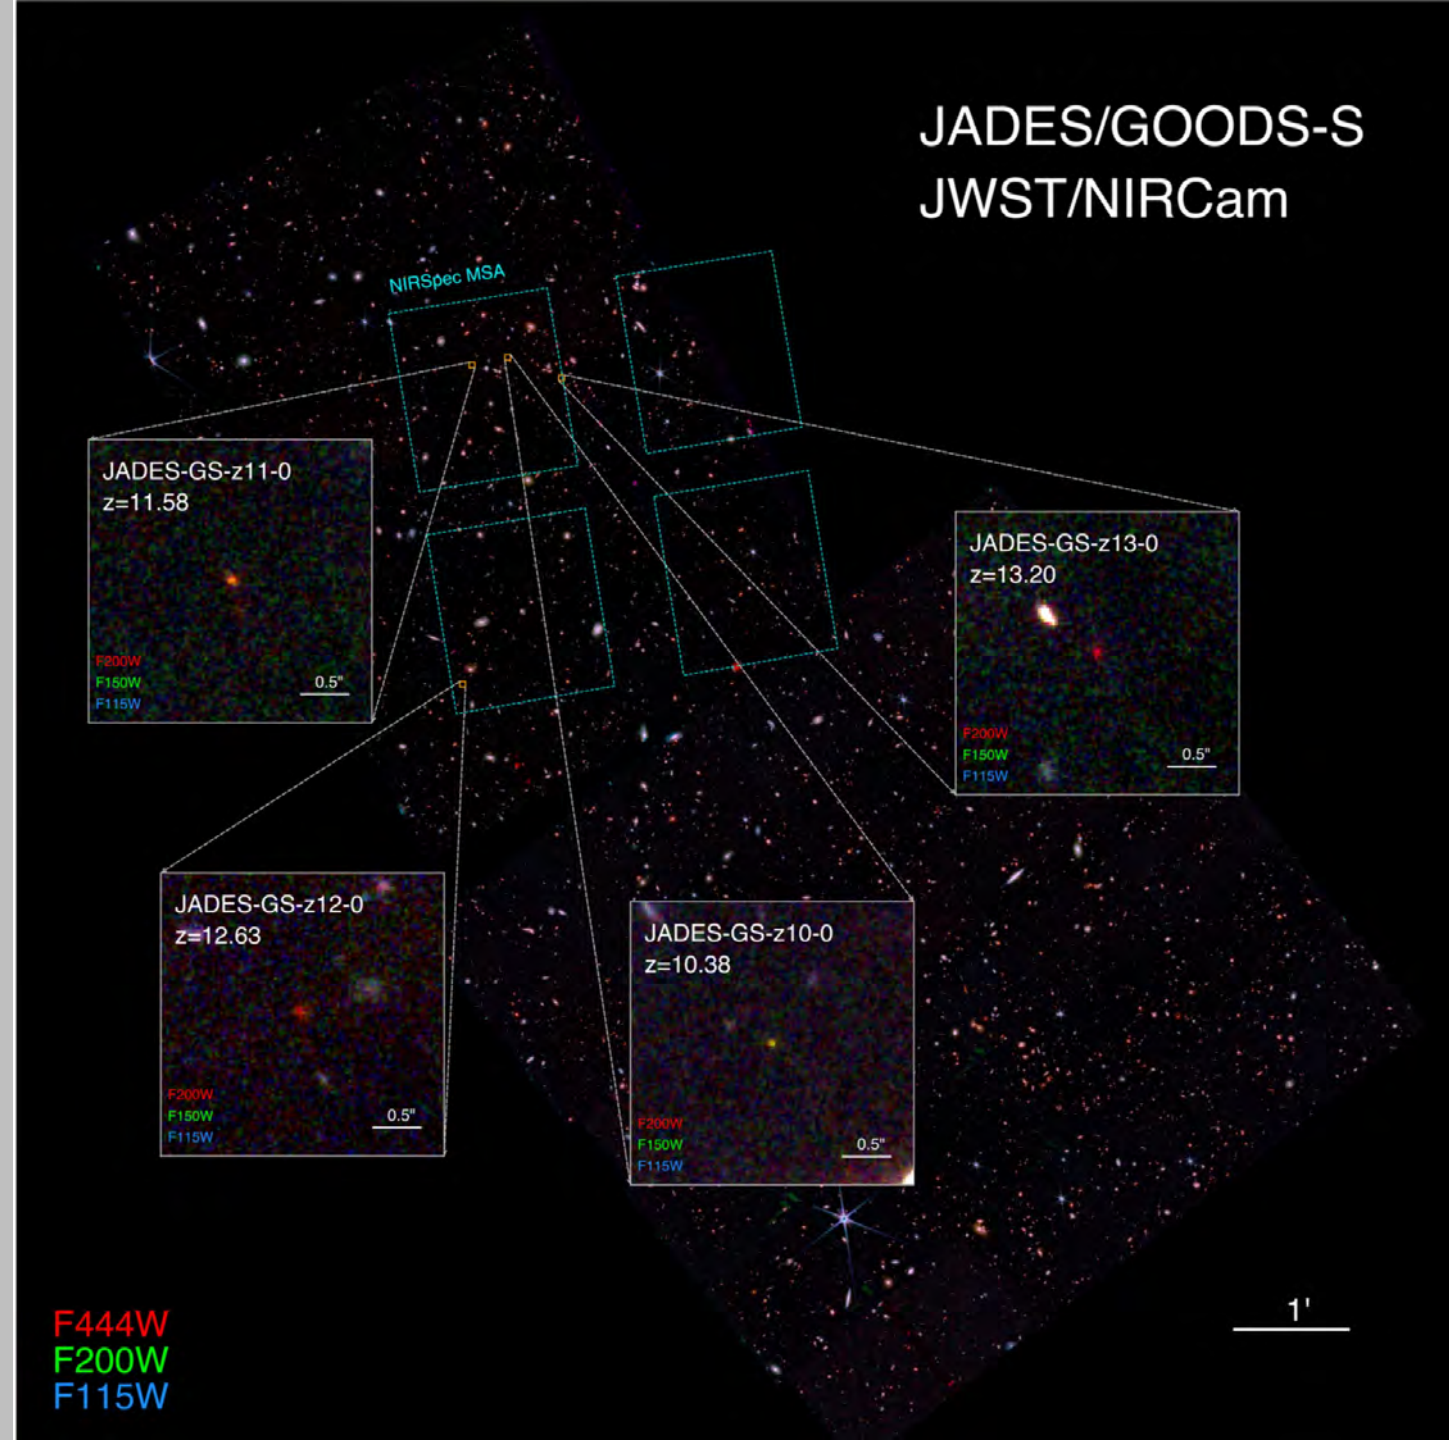 JADES/GOODS-S
JWST/NIRCam
NIRSpec MSA
JADES-GS-z11-0
z=11.58
F200W
F150W
F115W
0.5"
JADES-GS-z13-0
z=13.20
F200W
F150W
F115W
0.5"
JADES-GS-z12-0
z=12.63
F200W
F150W
F115W
0.5"
JADES-GS-z10-0
z=10.38
F200W
F150W
F115W
0.5"
F444W
F200W
F115W
1'